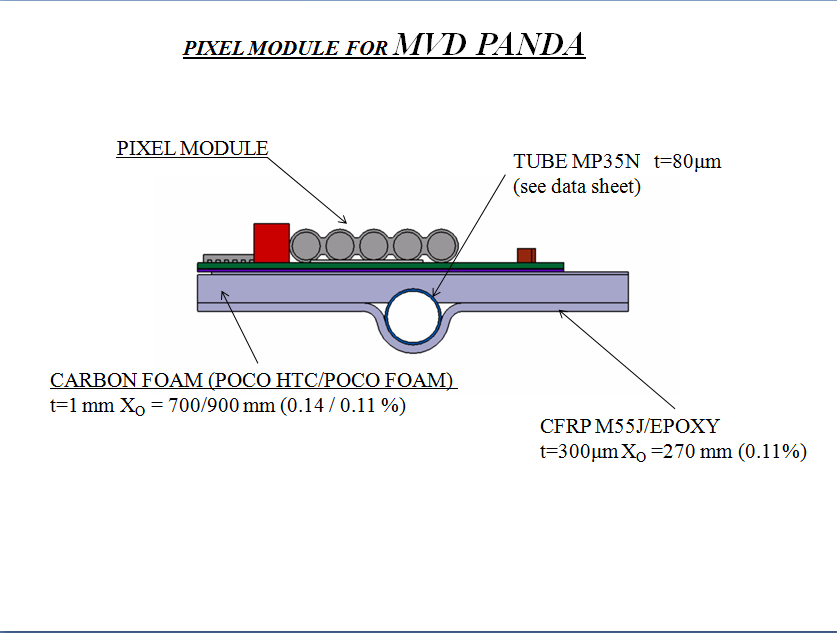 PIXEL MODULE FOR MVD PANDA
PIXEL MODULE
TUBE MP35N t=80μm
(see data sheet)
CARBON FOAM (POCO HTC/POCO FOAM)
t=1 mm XO = 700/900 mm (0.14 / 0.11 %)
CFRP M55J/EPOXY
t=300μm XO =270 mm (0.11%)